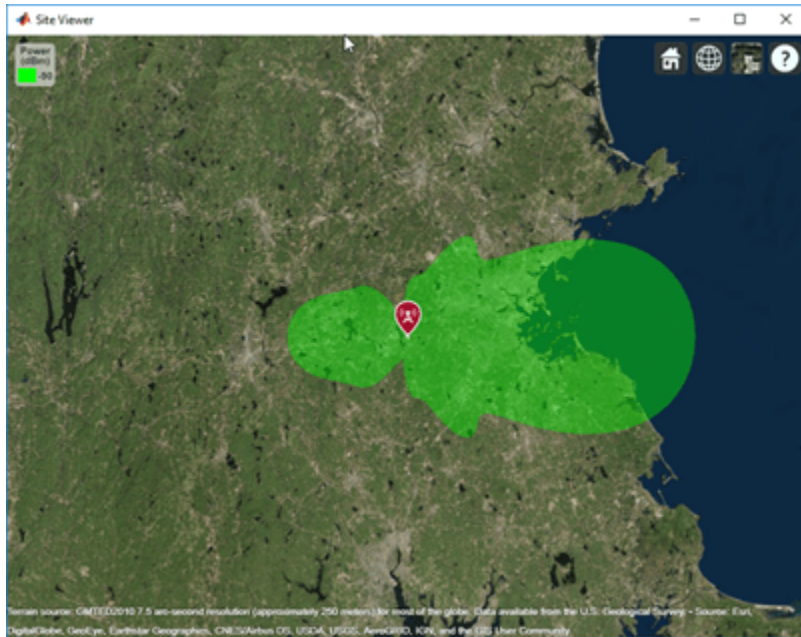 Site Viewer
Power
(dBm)
-90
?
Terrain source: GMTED2010 7.5 arc-second resolution (approximately 250 meters) for most of the globe. Data available from the U.S. Geological Survey. • Source: Esri,
DigitalGlobe, GeoEye, Earthstar Geographics, CNES/Airbus DS, USDA, USGS, AeroGRID, IGN, and the GIS User Community